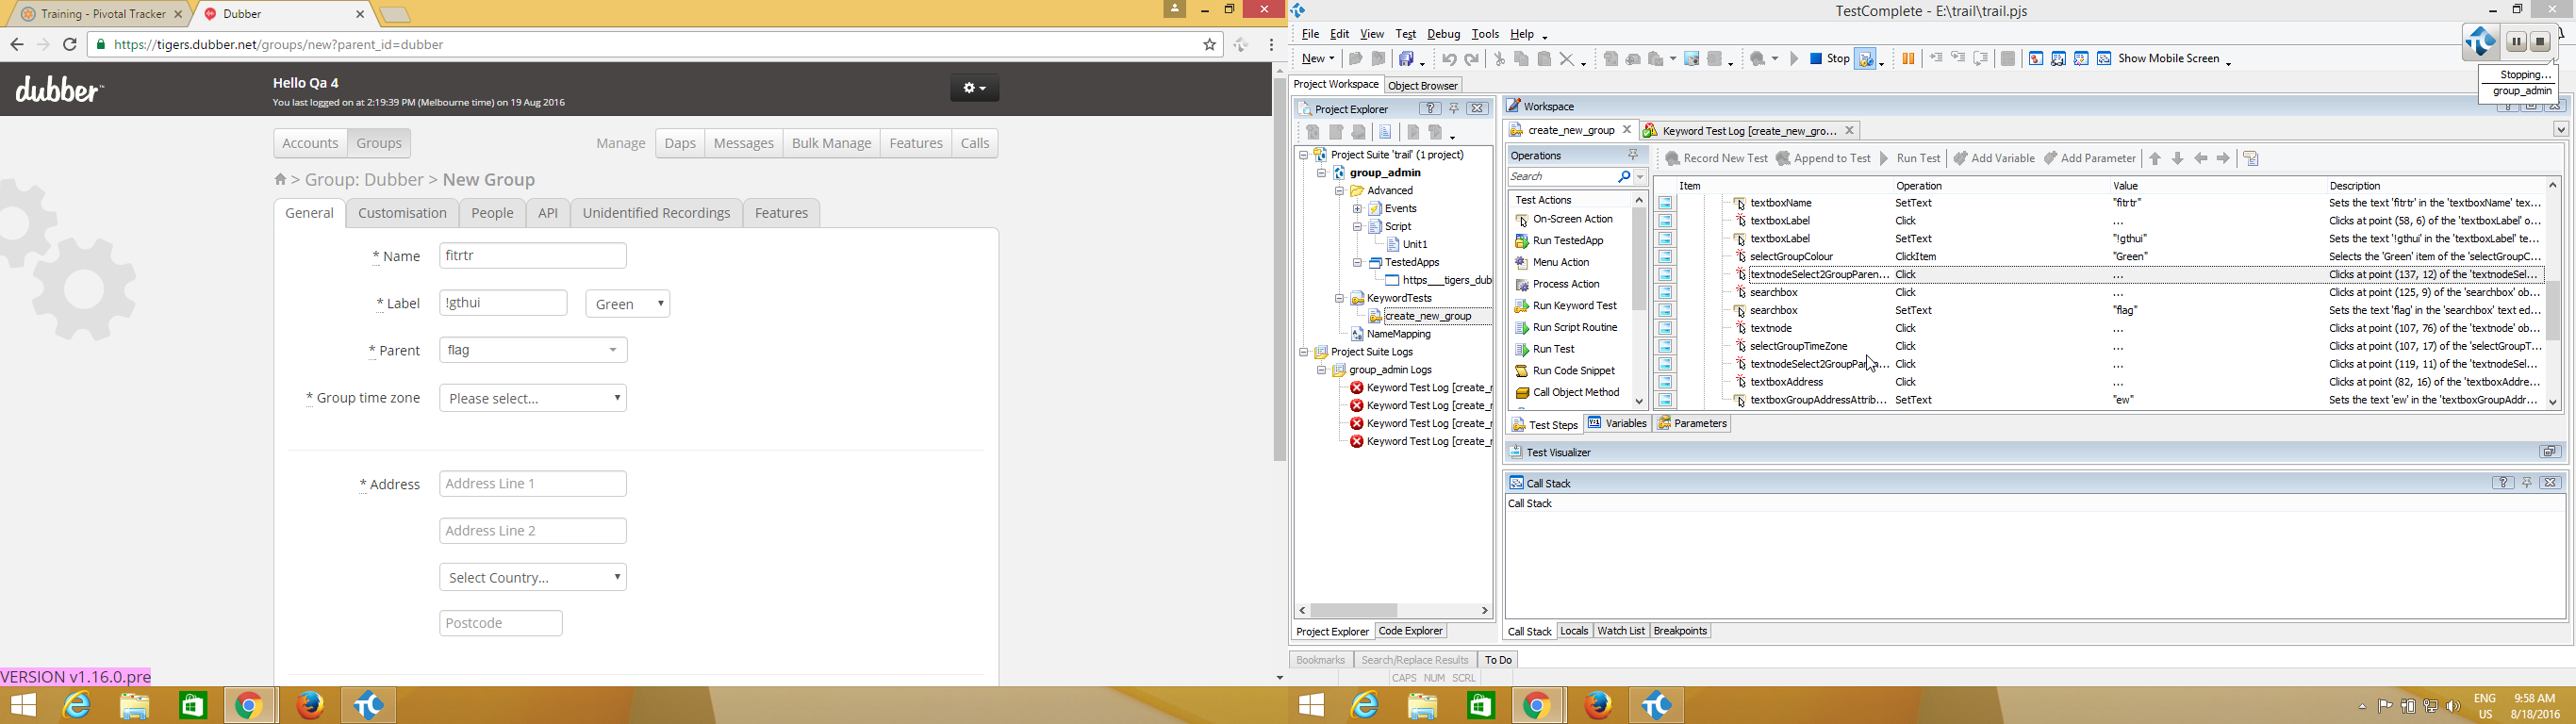 Training - Pivotal Tracker
Dubber
https://tigers.dubber.net/groups/new?parent_id=dubber
dubber
Hello Qa 4
You last logged on at 2:19:39 PM (Melbourne time) on 19 Aug 2016
Accounts
Groups
Manage
Daps
Messages
Bulk Manage
Features
Calls
> Group: Dubber > New Group
General
Customisation
People
API
Unidentified Recordings
Features
* Name
fitrtr
* Label
!gthui
Green
* Parent
flag
* Group time zone
Please select...
* Address
Address Line 1
Address Line 2
Select Country...
Postcode
VERSION v1.16.0.pre
TestComplete - E:\trail\trail.pjs
File Edit View Test Debug Tools Help
New
Stop
Show Mobile Screen
Stopping...
group_admin
Project Workspace
Object Browser
Project Explorer
Project Suite 'trail' (1 project)
group_admin
Advanced
Events
Script
Unit1
TestedApps
https___tigers_dub
KeywordTests
create_new_group
NameMapping
Project Suite Logs
group_admin Logs
Keyword Test Log [create_r
Keyword Test Log [create_r
Keyword Test Log [create_r
Keyword Test Log [create_r
Project Explorer
Code Explorer
Workspace
create_new_group
Keyword Test Log [create_new_gro...
Operations
Search
Test Actions
On-Screen Action
Run TestedApp
Menu Action
Process Action
Run Keyword Test
Run Script Routine
Run Test
Run Code Snippet
Call Object Method
Record New Test
Append to Test
Run Test
Add Variable
Add Parameter
Item Operation Value Description
textboxName SetText "fitrtr" Sets the text 'fitrtr' in the 'textboxName' tex...
textboxLabel Click ... Clicks at point (58, 6) of the 'textboxLabel' o...
textboxLabel SetText "!gthui" Sets the text '!gthui' in the 'textboxLabel' te...
selectGroupColour ClickItem "Green" Selects the 'Green' item of the 'selectGroupC...
textnodeSelect2GroupParen... Click ... Clicks at point (137, 12) of the 'textnodeSel...
searchbox Click ... Clicks at point (125, 9) of the 'searchbox' ob...
searchbox SetText "flag" Sets the text 'flag' in the 'searchbox' text ed...
textnode Click ... Clicks at point (107, 76) of the 'textnode' ob...
selectGroupTimeZone Click ... Clicks at point (107, 17) of the 'selectGroupT...
Click ... Clicks at point (119, 11) of the 'textnodeSel...
textboxAddress Click ... Clicks at point (82, 16) of the 'textboxAddre...
textboxGroupAddressAttrib... SetText "ew" Sets the text 'ew' in the 'textboxGroupAddr...
Test Steps
Variables
Parameters
Test Visualizer
Call Stack
Call Stack
Call Stack
Locals
Watch List
Breakpoints
Bookmarks
Search/Replace Results
To Do
CAPS NUM SCRL
ENG
US
9:58 AM
8/18/2016